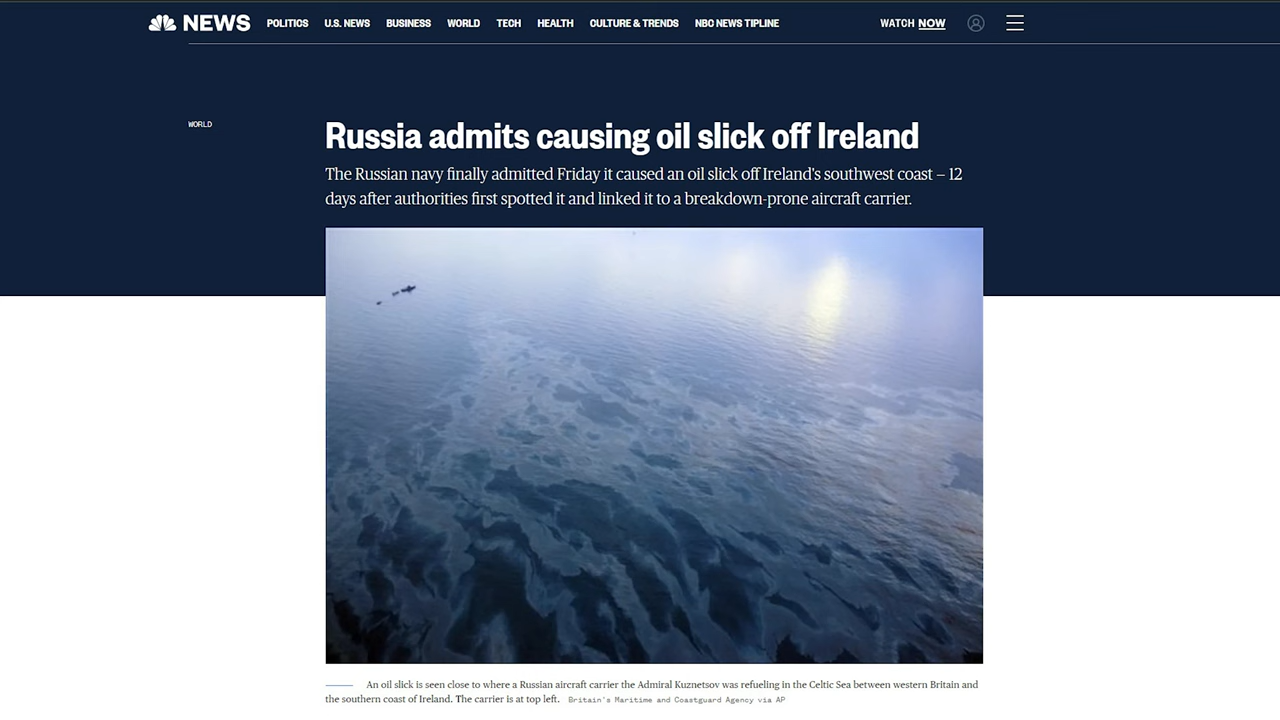 NEWS POLITICS U.S. NEWS BUSINESS WORLD TECH HEALTH CULTURE & TRENDS NBC NEWS TIPLINE WATCH NOW
WORLD
Russia admits causing oil slick off Ireland
The Russian navy finally admitted Friday it caused an oil slick off Ireland's southwest coast – 12
days after authorities first spotted it and linked it to a breakdown-prone aircraft carrier.
An oil slick is seen close to where a Russian aircraft carrier the Admiral Kuznetsov was refueling in the Celtic Sea between western Britain and
the southern coast of Ireland. The carrier is at top left. Britain's Maritime and Coastguard Agency via AP